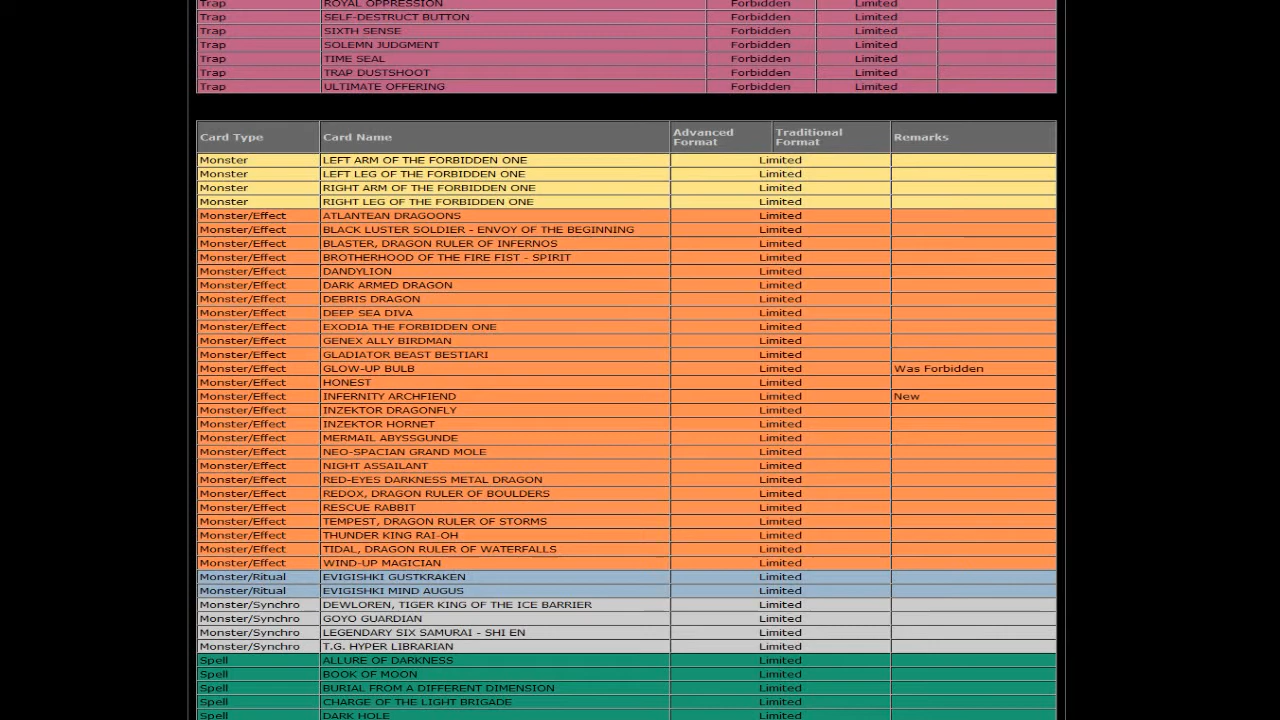 Trap ROYAL OPPRESSION Forbidden Limited
Trap SELF-DESTRUCT BUTTON Forbidden Limited
Trap SIXTH SENSE Forbidden Limited
Trap SOLEMN JUDGMENT Forbidden Limited
Trap TIME SEAL Forbidden Limited
Trap TRAP DUSTSHOOT Forbidden Limited
Trap ULTIMATE OFFERING Forbidden Limited
Card Type Card Name Advanced Format Traditional Format Remarks
Monster LEFT ARM OF THE FORBIDDEN ONE Limited
Monster LEFT LEG OF THE FORBIDDEN ONE Limited
Monster RIGHT ARM OF THE FORBIDDEN ONE Limited
Monster RIGHT LEG OF THE FORBIDDEN ONE Limited
Monster/Effect ATLANTEAN DRAGOONS Limited
Monster/Effect BLACK LUSTER SOLDIER - ENVOY OF THE BEGINNING Limited
Monster/Effect BLASTER, DRAGON RULER OF INFERNOS Limited
Monster/Effect BROTHERHOOD OF THE FIRE FIST - SPIRIT Limited
Monster/Effect DANDYLION Limited
Monster/Effect DARK ARMED DRAGON Limited
Monster/Effect DEBRIS DRAGON Limited
Monster/Effect DEEP SEA DIVA Limited
Monster/Effect EXODIA THE FORBIDDEN ONE Limited
Monster/Effect GENEX ALLY BIRDMAN Limited
Monster/Effect GLADIATOR BEAST BESTIARI Limited
Monster/Effect GLOW-UP BULB Limited Was Forbidden
Monster/Effect HONEST Limited
Monster/Effect INFERNITY ARCHFIEND Limited New
Monster/Effect INZEKTOR DRAGONFLY Limited
Monster/Effect INZEKTOR HORNET Limited
Monster/Effect MERMAIL ABYSSGUNDE Limited
Monster/Effect NEO-SPACIAN GRAND MOLE Limited
Monster/Effect NIGHT ASSAILANT Limited
Monster/Effect RED-EYES DARKNESS METAL DRAGON Limited
Monster/Effect REDOX, DRAGON RULER OF BOULDERS Limited
Monster/Effect RESCUE RABBIT Limited
Monster/Effect TEMPEST, DRAGON RULER OF STORMS Limited
Monster/Effect THUNDER KING RAI-OH Limited
Monster/Effect TIDAL, DRAGON RULER OF WATERFALLS Limited
Monster/Effect WIND-UP MAGICIAN Limited
Monster/Ritual EVIGISHKI GUSTKRAKEN Limited
Monster/Ritual EVIGISHKI MIND AUGUS Limited
Monster/Synchro DEWLOREN, TIGER KING OF THE ICE BARRIER Limited
Monster/Synchro GOYO GUARDIAN Limited
Monster/Synchro LEGENDARY SIX SAMURAI - SHI EN Limited
Monster/Synchro T.G. HYPER LIBRARIAN Limited
Spell ALLURE OF DARKNESS Limited
Spell BOOK OF MOON Limited
Spell BURIAL FROM A DIFFERENT DIMENSION Limited
Spell CHARGE OF THE LIGHT BRIGADE Limited
Spell DARK HOLE Limited